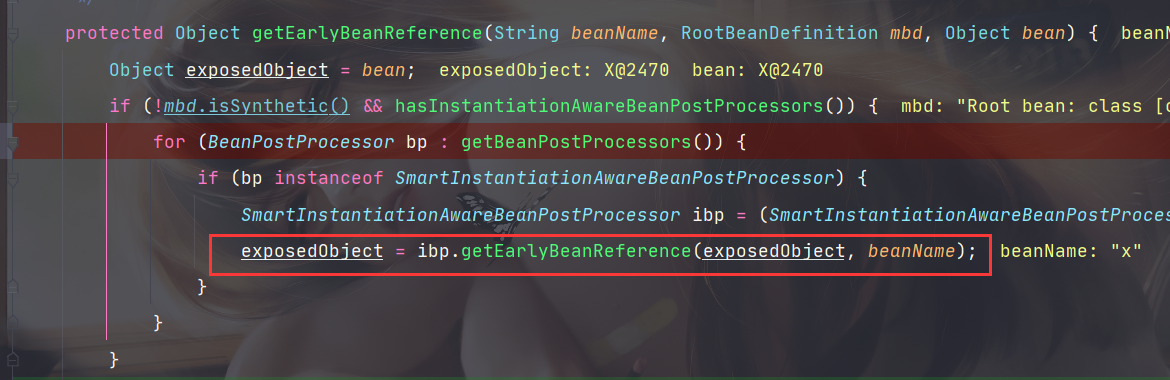 */
protected Object getEarlyBeanReference(String beanName, RootBeanDefinition mbd, Object bean) { beanN
Object exposedObject = bean; exposedObject: X@2470 bean: X@2470
if (!mbd.isSynthetic() && hasInstantiationAwareBeanPostProcessors()) { mbd: "Root bean: class [c
for (BeanPostProcessor bp : getBeanPostProcessors()) {
if (bp instanceof SmartInstantiationAwareBeanPostProcessor) {
SmartInstantiationAwareBeanPostProcessor ibp = (SmartInstantiationAwareBeanPostProces
exposedObject = ibp.getEarlyBeanReference(exposedObject, beanName); beanName: "x"
}
}
}